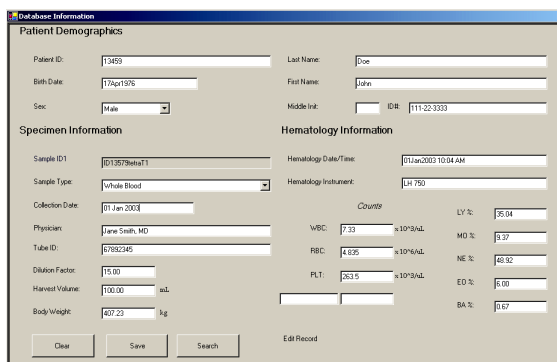 Database Information
Patient Demographics
Patient ID: 13459
Last Name: Doe
Birth Date: 17Apr1976
First Name: John
Sex: Male
Middle Init: ID#: 111-22-3333
Specimen Information
Hematology Information
Sample ID1 ID13579tetraT1
Hematology Date/Time: 01Jan2003 10:04 AM
Sample Type: Whole Blood
Hematology Instrument: LH 750
Collection Date: 01 Jan 2003
Counts
LY %: 35.04
Physician: Jane Smith, MD
WBC: 7.33 x10^3/uL
MO %: 9.37
Tube ID: 67892345
RBC: 4.835 x10^6/uL
NE %: 48.92
Dilution Factor: 15.00
PLT: 263.5 x10^3/uL
EO %: 6.00
Harvest Volume: 100.00 mL
BA %: 0.67
Body Weight: 407.23 kg
Clear Save Search
Edit Record